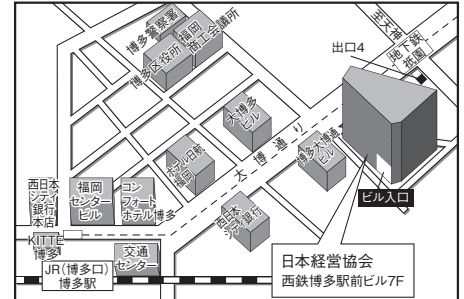 博多警察署
博多区役所
福岡
商工会議所
至天神
地下鉄
祇園
出口4
大博多
ビル
大博通り
博多大博通
ビル
ホテル日航
福岡
ビル入口
西日本
シティ
銀行
本店
福岡
センター
ビル
コン
フォート
ホテル博多
西日本
シティ銀行
KITTE
博多
交通
センター
JR(博多口)
博多駅
日本経営協会
西鉄博多駅前ビル7F